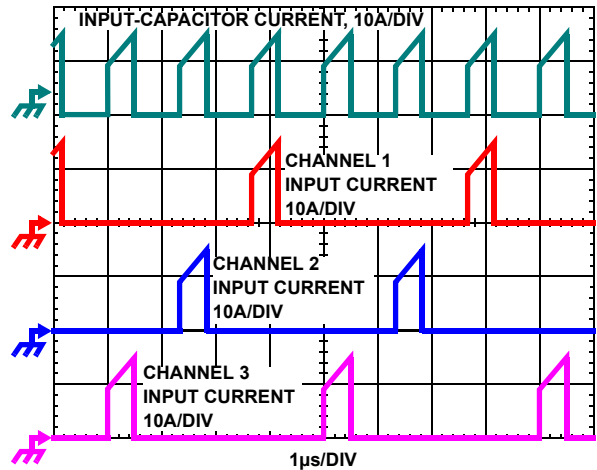 INPUT-CAPACITOR CURRENT, 10A/DIV
CHANNEL 1
INPUT CURRENT
10A/DIV
CHANNEL 2
INPUT CURRENT
10A/DIV
CHANNEL 3
INPUT CURRENT
10A/DIV
1µs/DIV